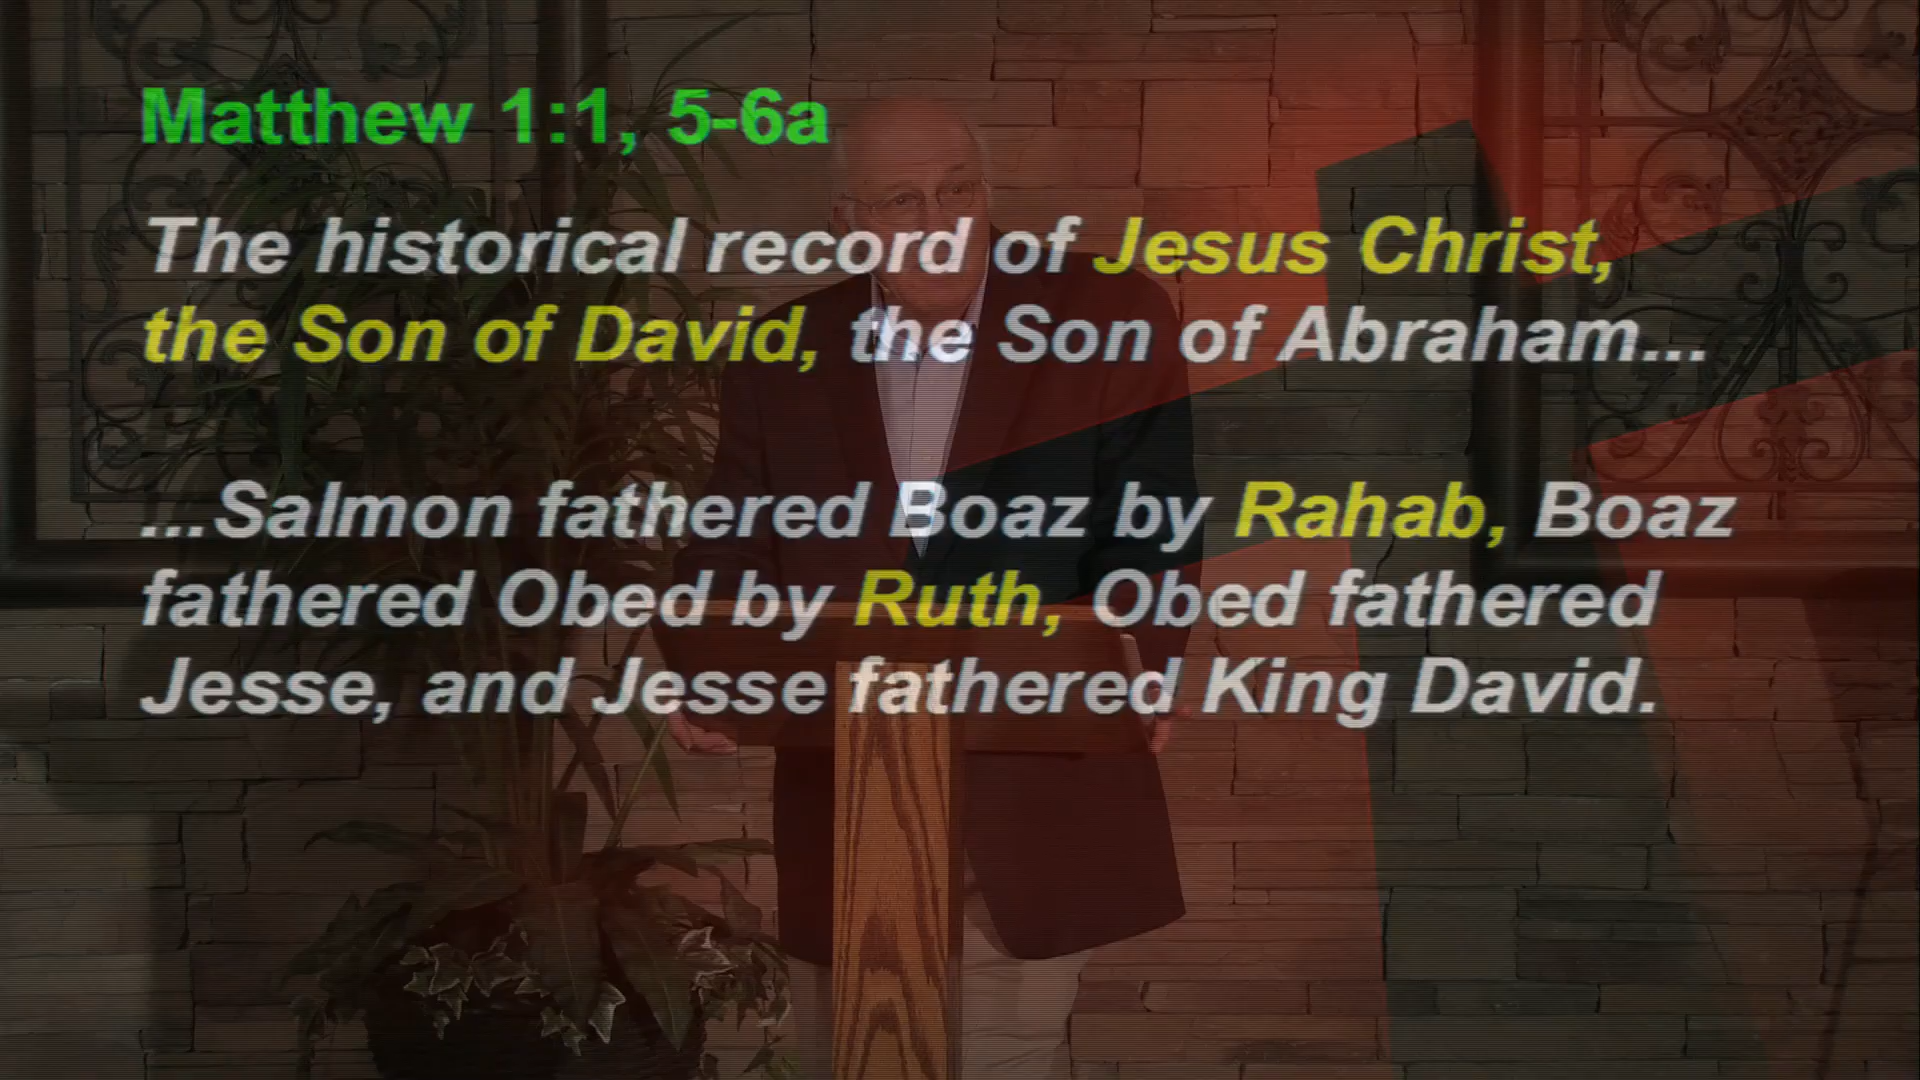 Matthew 1:1, 5-6a
The historical record of Jesus Christ,
the Son of David, the Son of Abraham...
...Salmon fathered Boaz by Rahab, Boaz
fathered Obed by Ruth, Obed fathered
Jesse, and Jesse fathered King David.